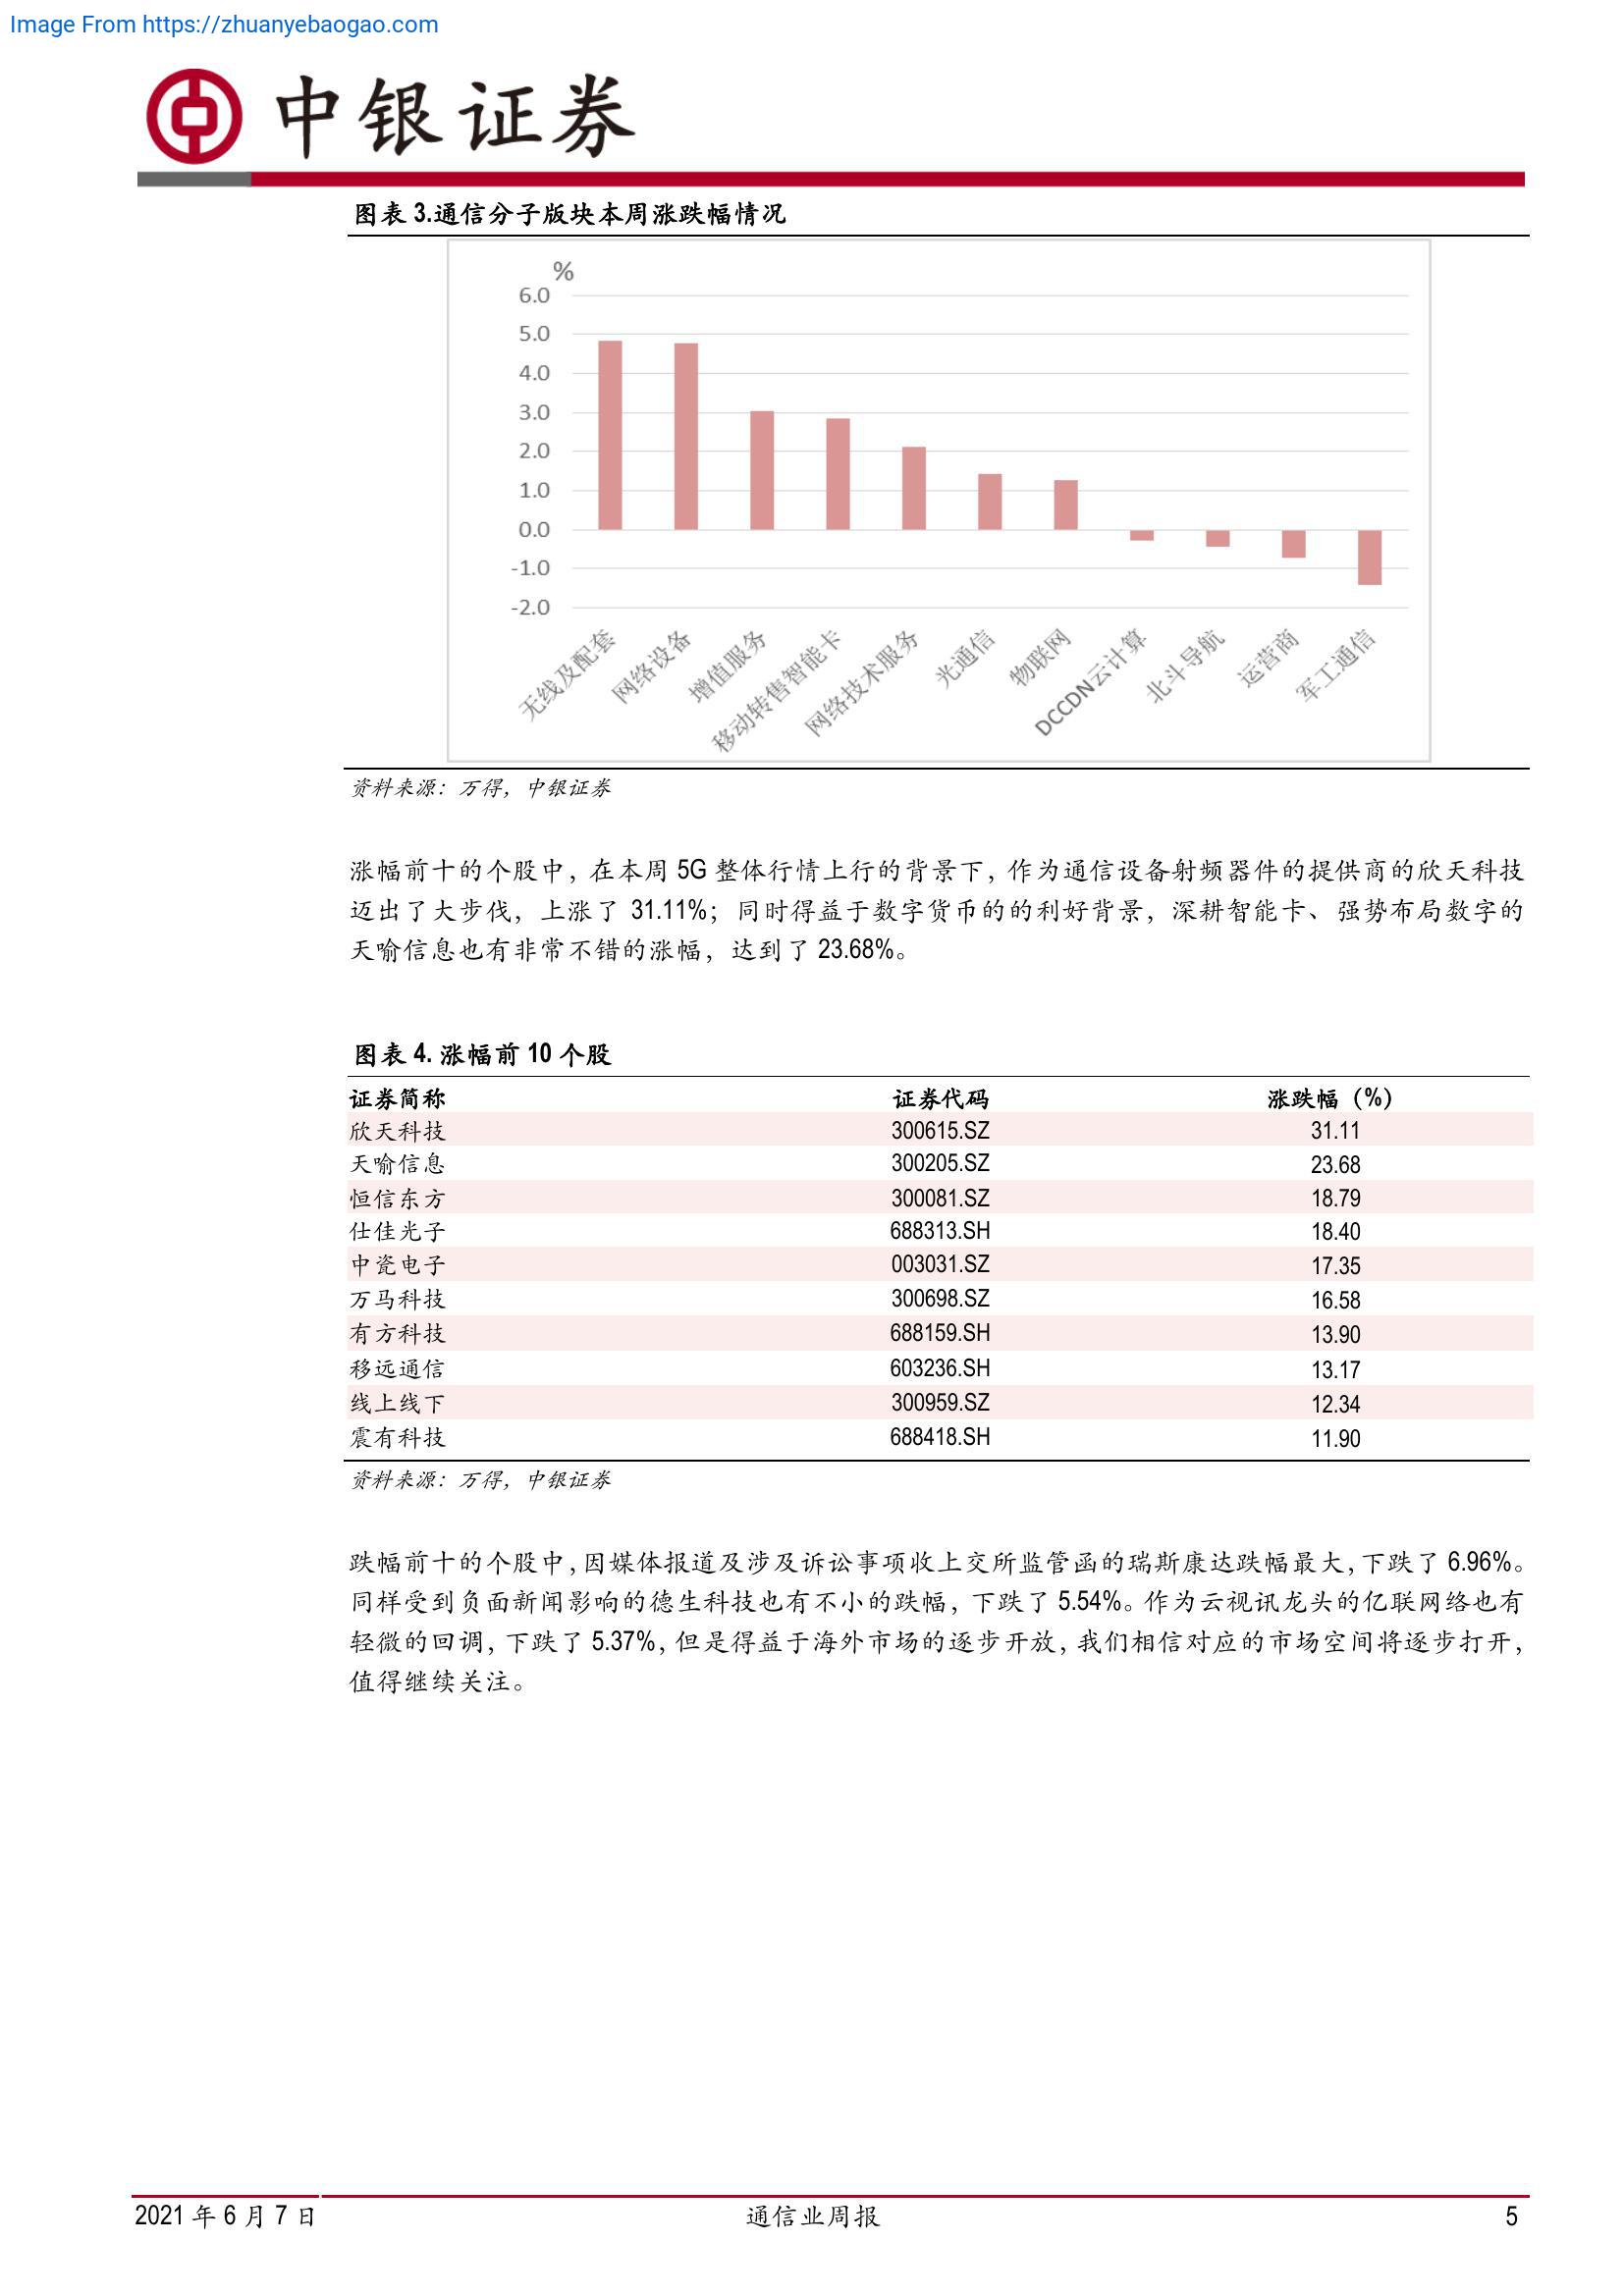 Image From https://zhuanyebaogao.com
中银证券
图表 3.通信分子版块本周涨跌幅情况
%
6.0
5.0
4.0
3.0
2.0
1.0
0.0
-1.0
-2.0
无线及配套
网络设备
增值服务
移动转售智能卡
网络技术服务
光通信
物联网
DCCDN云计算
北斗导航
运营商
军工通信
资料来源：万得，中银证券
涨幅前十的个股中，在本周 5G 整体行情上行的背景下，作为通信设备射频器件的提供商的欣天科技
迈出了大步伐，上涨了 31.11%；同时得益于数字货币的的利好背景，深耕智能卡、强势布局数字的
天喻信息也有非常不错的涨幅，达到了 23.68%。
图表 4. 涨幅前 10 个股
证券简称 证券代码 涨跌幅（%）
欣天科技 300615.SZ 31.11
天喻信息 300205.SZ 23.68
恒信东方 300081.SZ 18.79
仕佳光子 688313.SH 18.40
中瓷电子 003031.SZ 17.35
万马科技 300698.SZ 16.58
有方科技 688159.SH 13.90
移远通信 603236.SH 13.17
线上线下 300959.SZ 12.34
震有科技 688418.SH 11.90
资料来源：万得，中银证券
跌幅前十的个股中，因媒体报道及涉及诉讼事项收上交所监管函的瑞斯康达跌幅最大，下跌了 6.96%。
同样受到负面新闻影响的德生科技也有不小的跌幅，下跌了 5.54%。作为云视讯龙头的亿联网络也有
轻微的回调，下跌了 5.37%，但是得益于海外市场的逐步开放，我们相信对应的市场空间将逐步打开，
值得继续关注。
2021 年 6 月 7 日 通信业周报 5